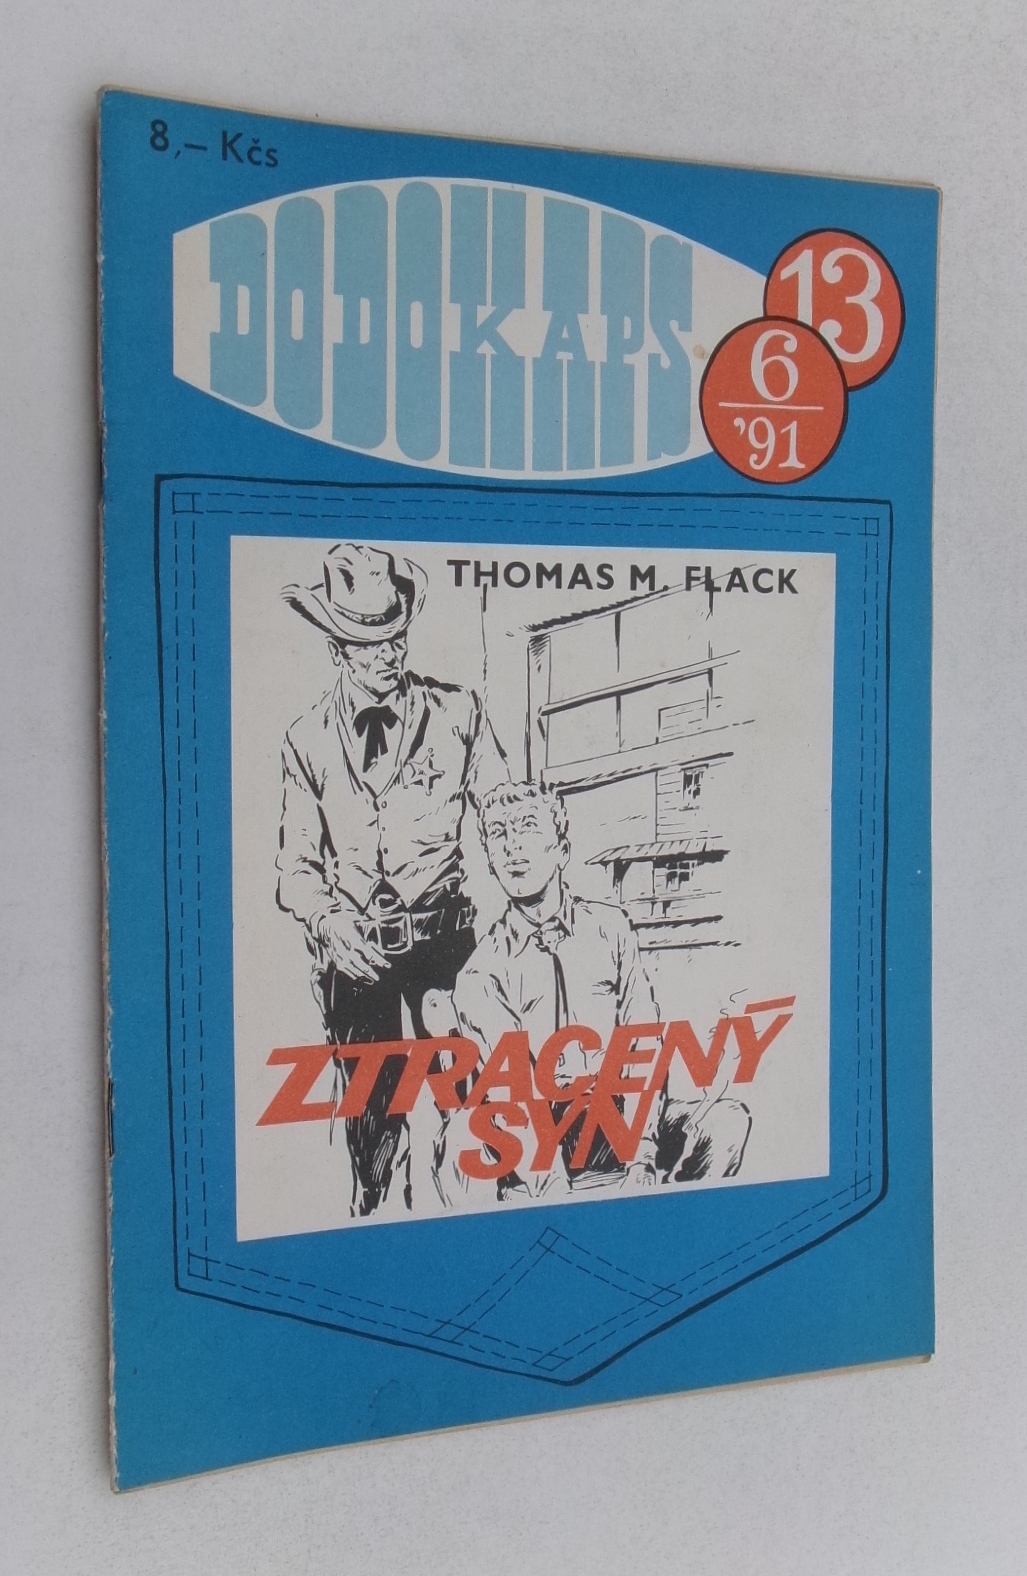 8,– Kčs
DODOKAPS
13
6
'91
THOMAS M. FLACK
ZTRACENÝ
SYN